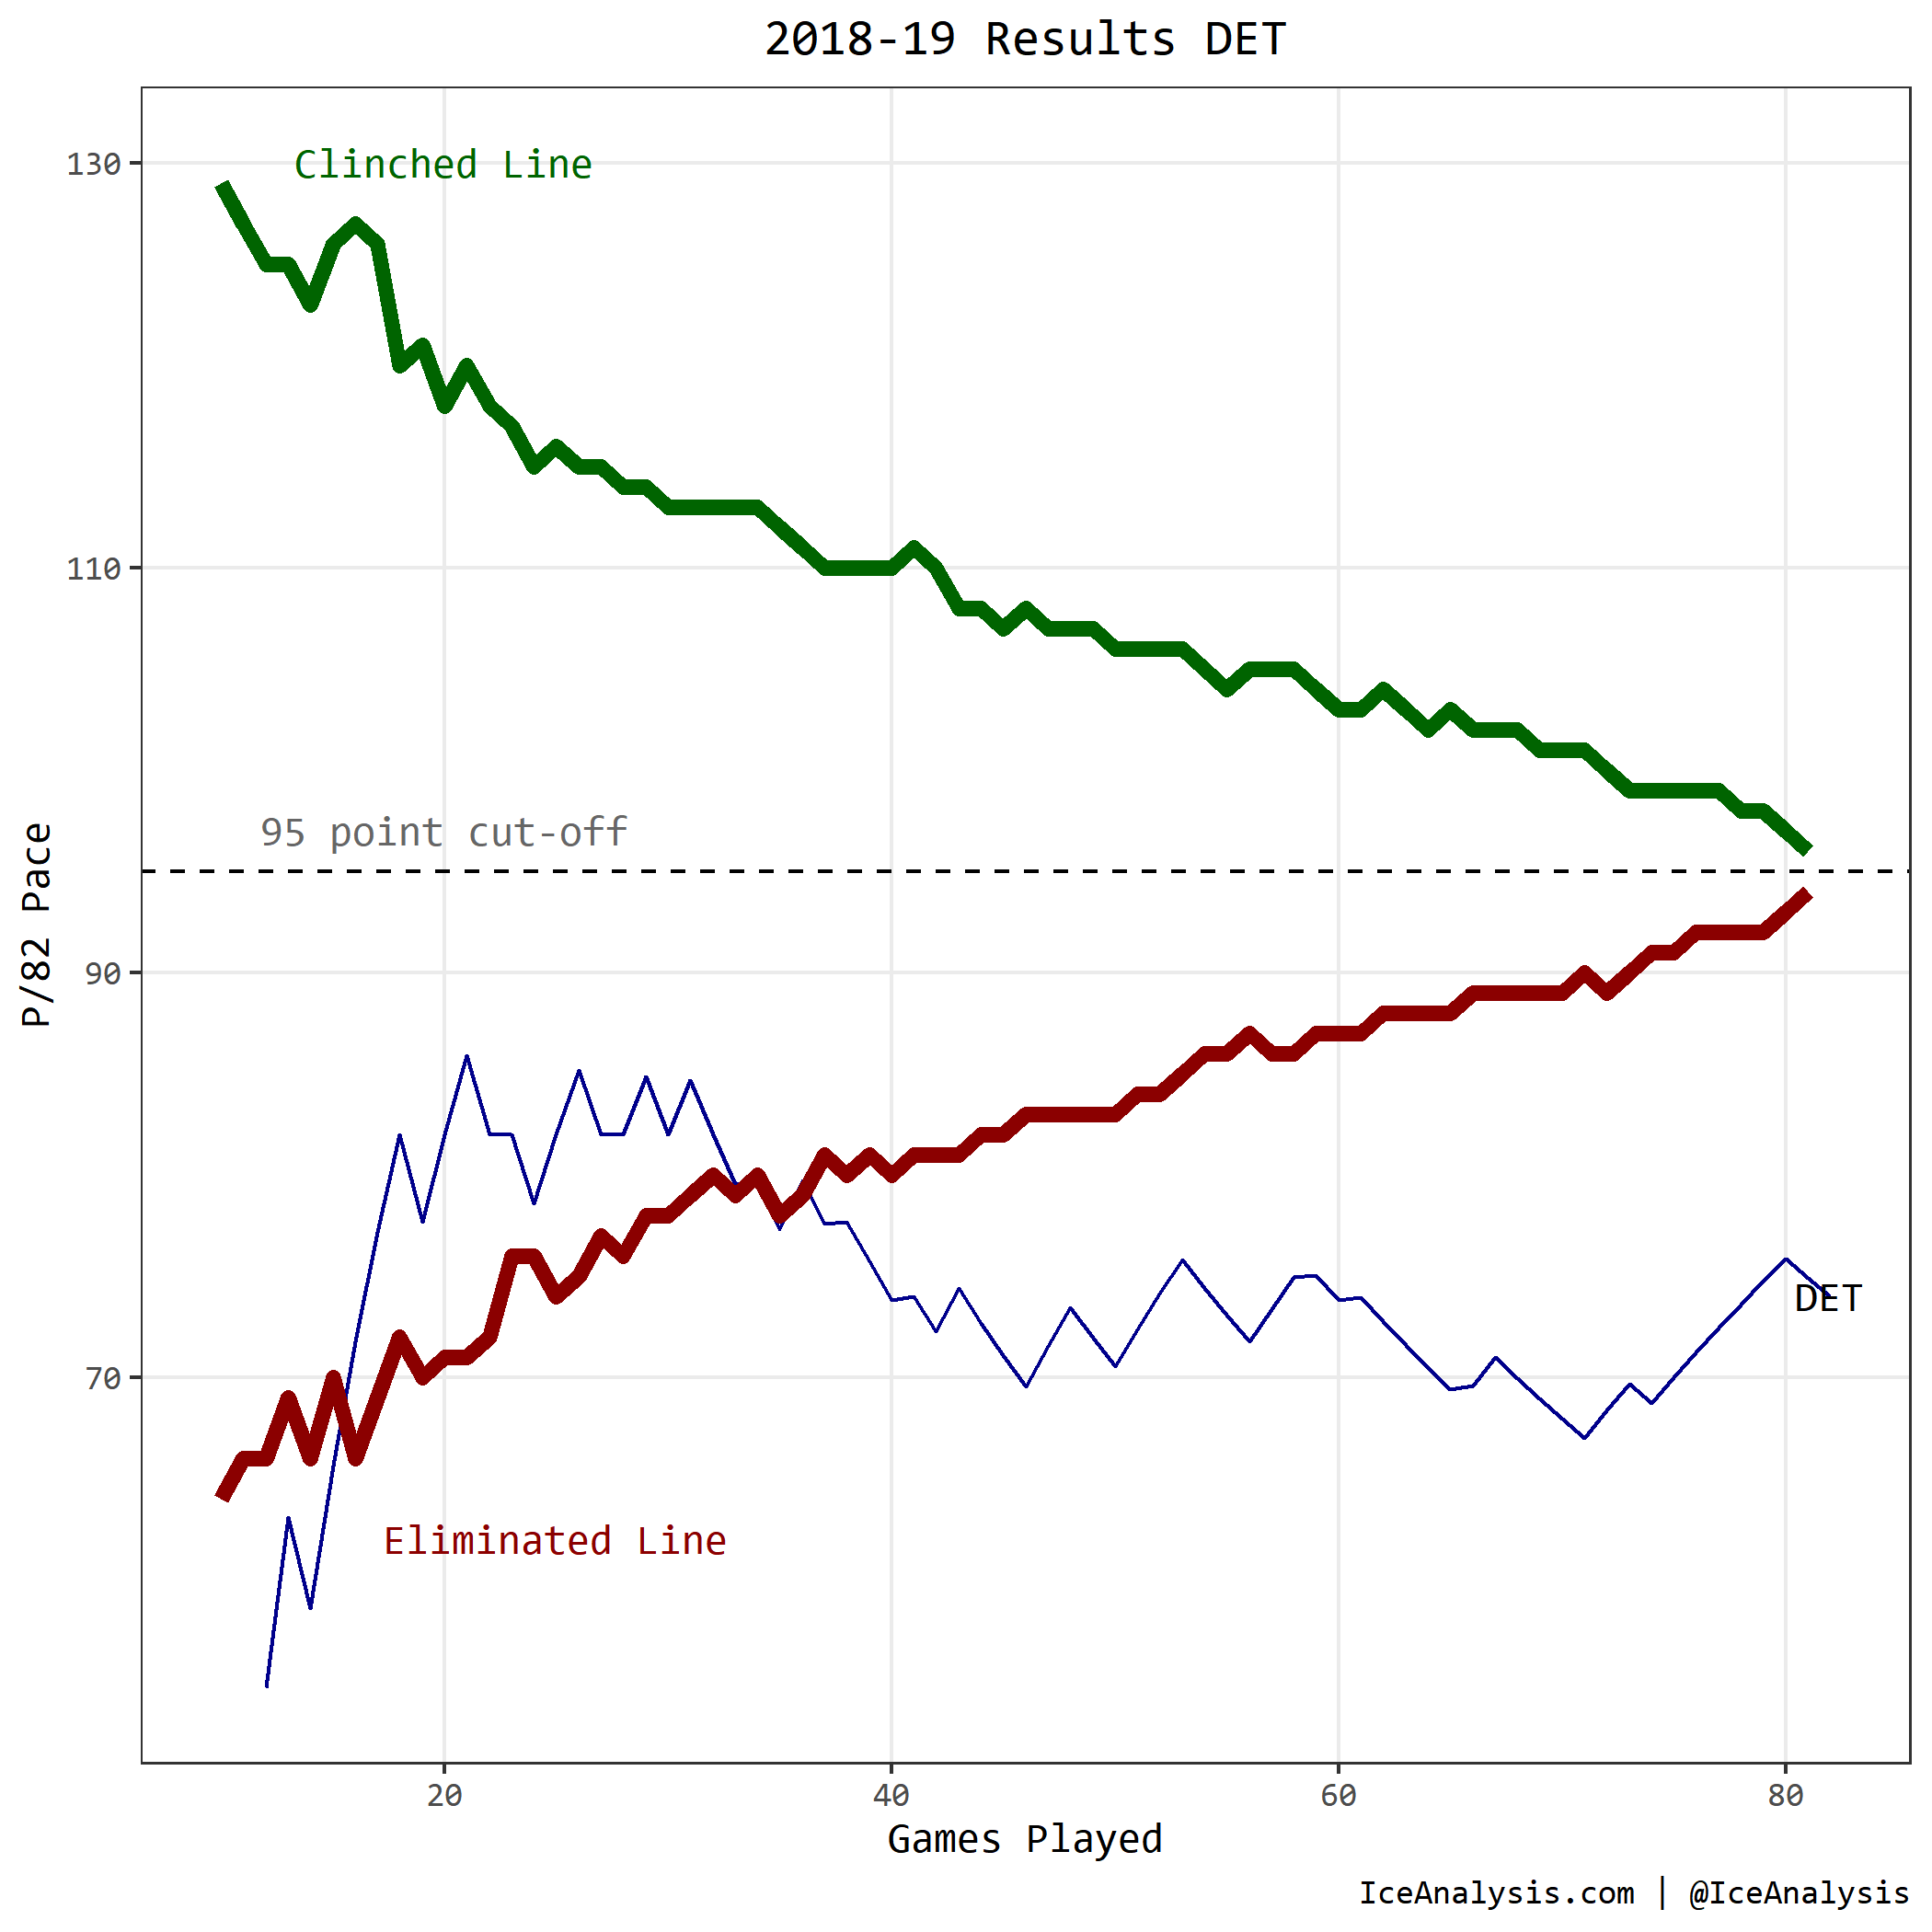 2018-19 Results DET
130
Clinched Line
110
95 point cut-off
P/82 Pace
90
DET
70
Eliminated Line
20
40
60
80
Games Played
IceAnalysis.com | @IceAnalysis